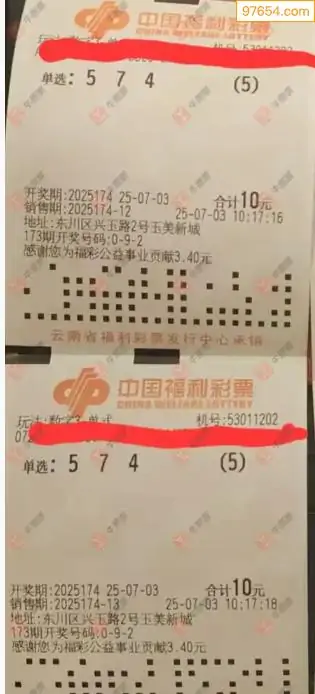 97654.com
中国福利彩票
CHINA WELFARE LOTTERY
机号:53011202
单选: 5 7 4 (5)
开奖期:2025174 25-07-03 合计10元
销售期:2025174-12 25-07-03 10:17:16
地址:东川区兴玉路2号玉美新城
173期开奖号码:0-9-2
感谢您为福彩公益事业贡献3.40元
云南省福利彩票发行中心承销
中国福利彩票
CHINA WELFARE LOTTERY
玩法:数字3-单式 机号:53011202
单选: 5 7 4 (5)
开奖期:2025174 25-07-03 合计10元
销售期:2025174-13 25-07-03 10:17:18
地址:东川区兴玉路2号玉美新城
173期开奖号码:0-9-2
感谢您为福彩公益事业贡献3.40元